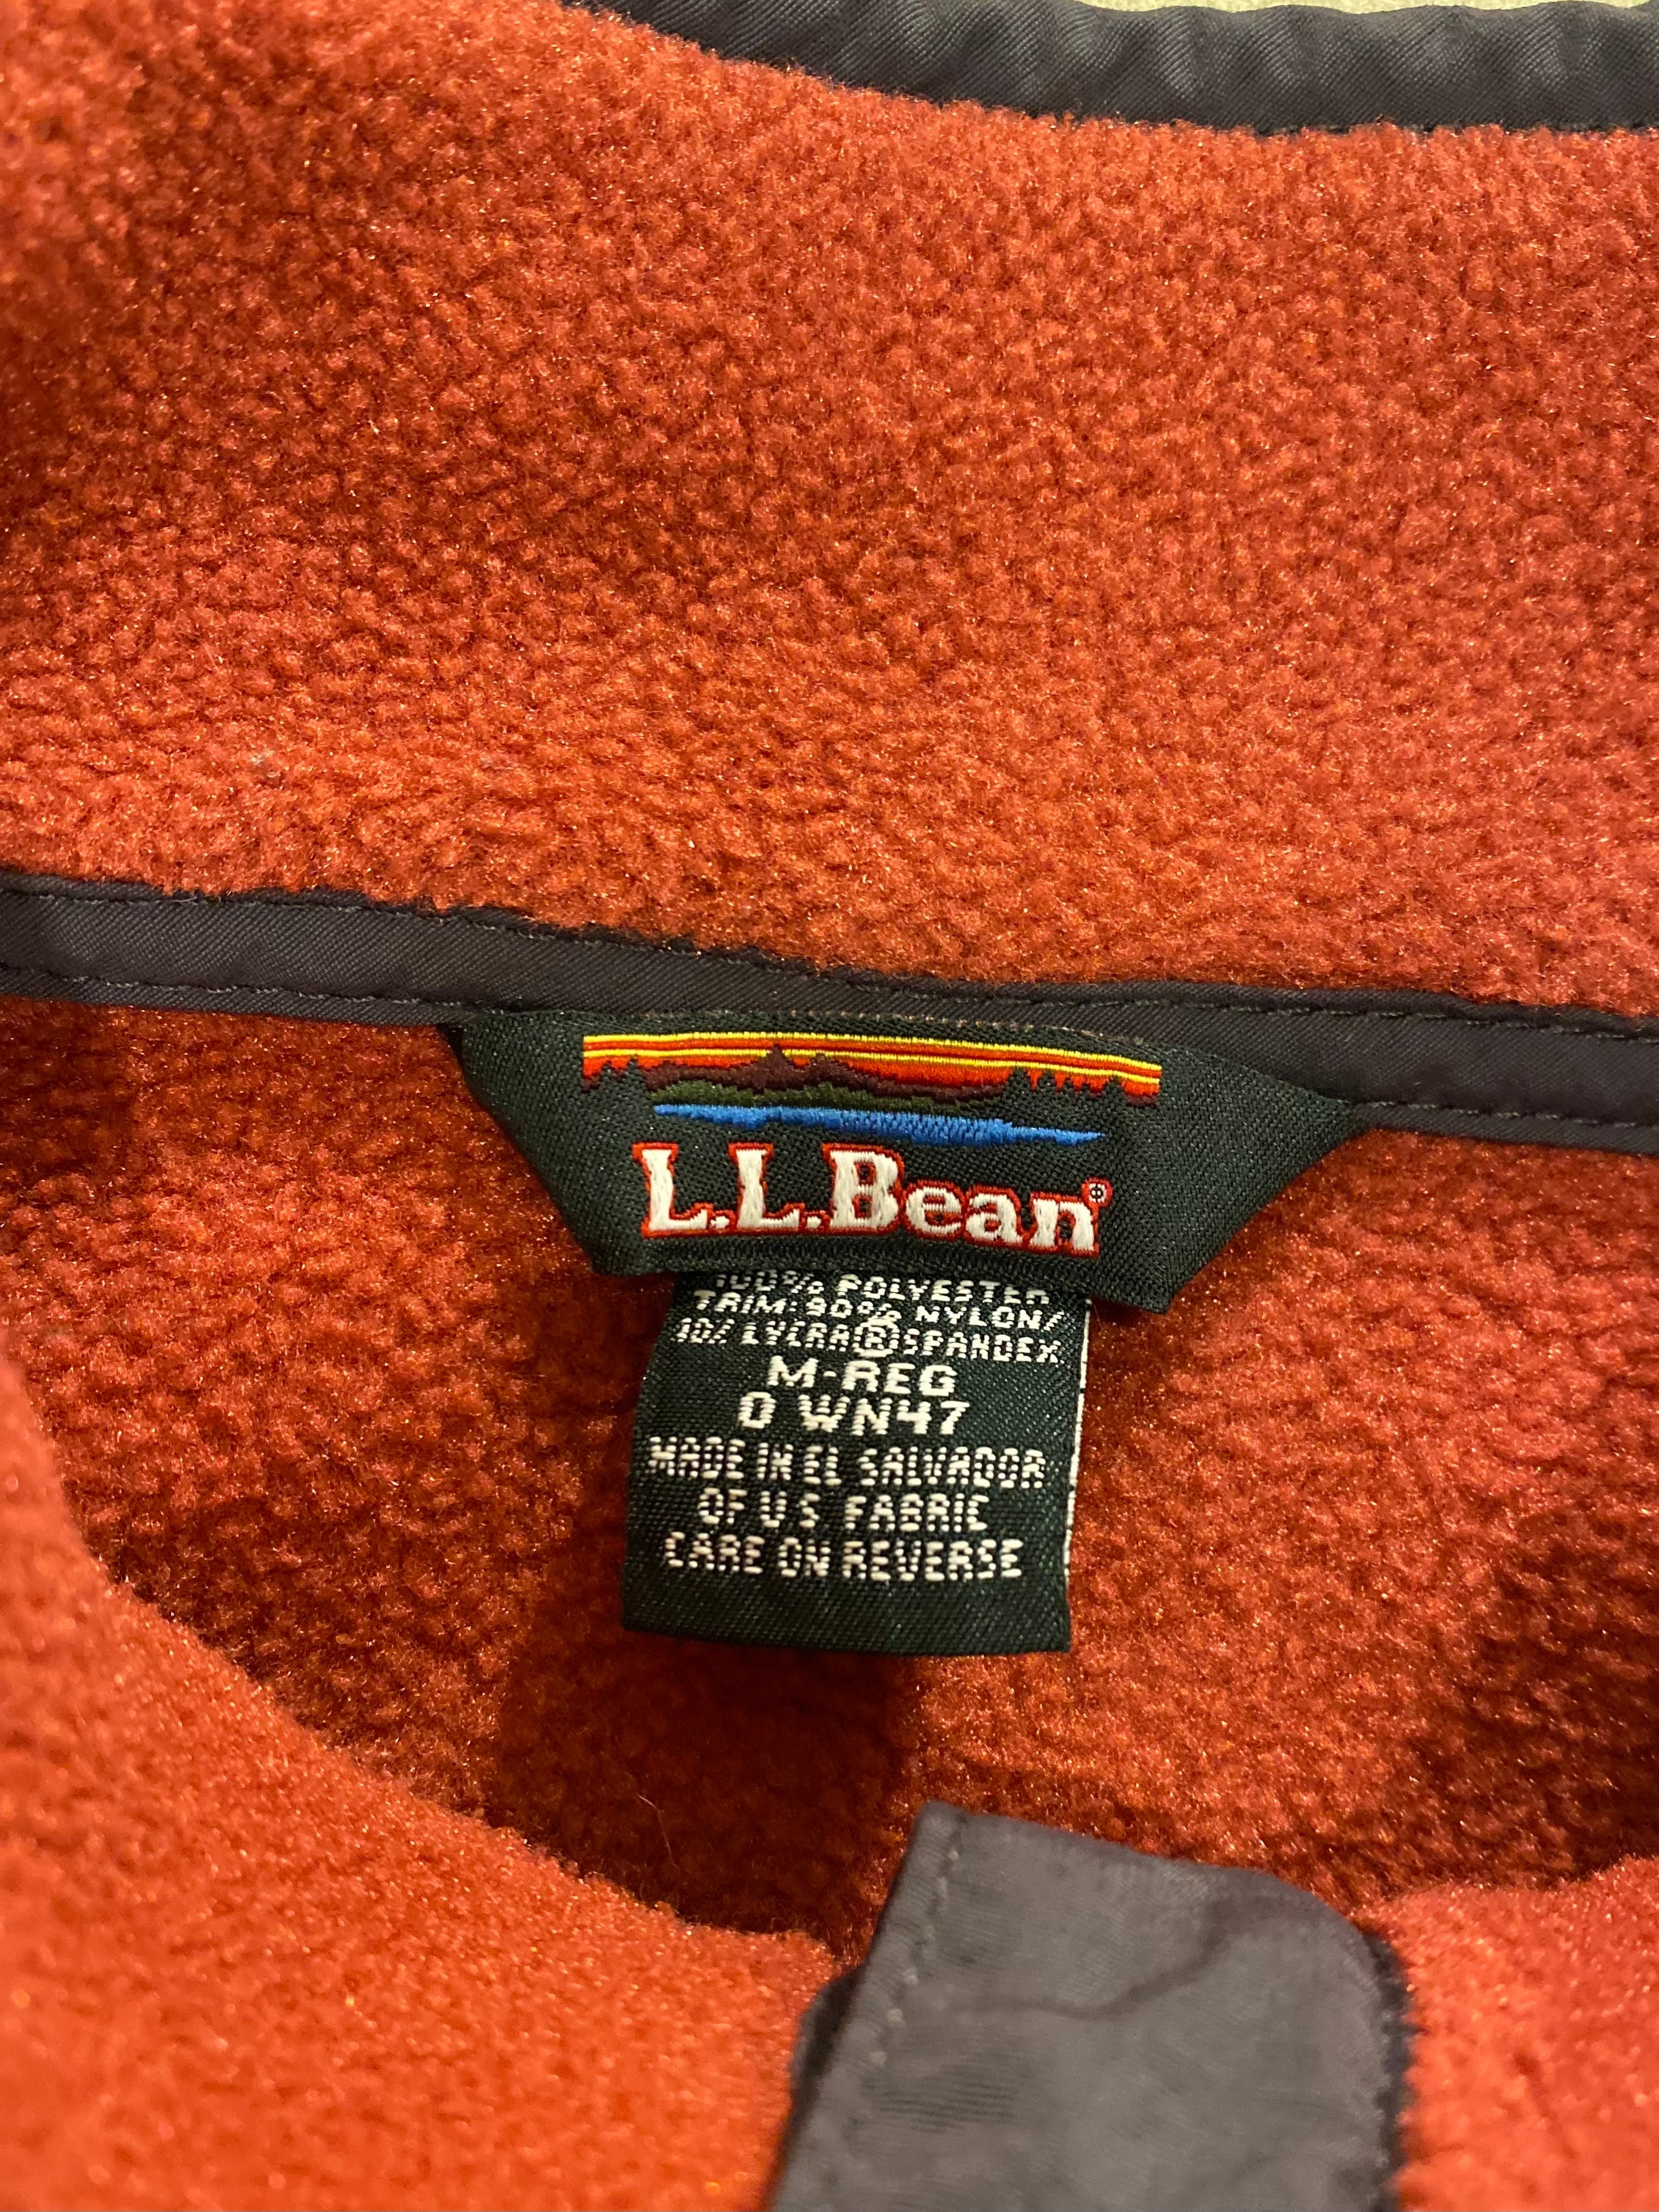 L.L.Bean®
100% POLYESTER
TRIM: 90% NYLON/
10% LYCRA®SPANDEX
M-REG
0 WN47
MADE IN EL SALVADOR
OF U S FABRIC
CARE ON REVERSE